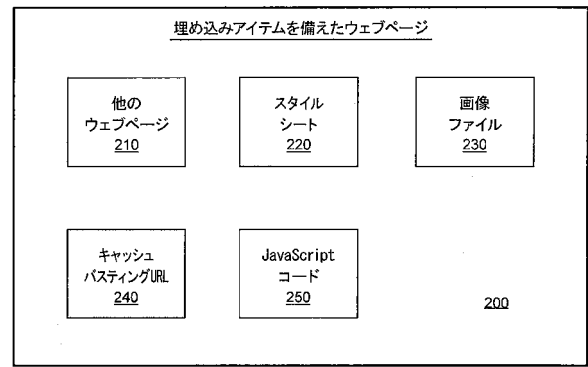 埋め込みアイテムを備えたウェブページ
他の
ウェブページ
210
スタイル
シート
220
画像
ファイル
230
キャッシュ
バスティングURL
240
JavaScript
コード
250
200